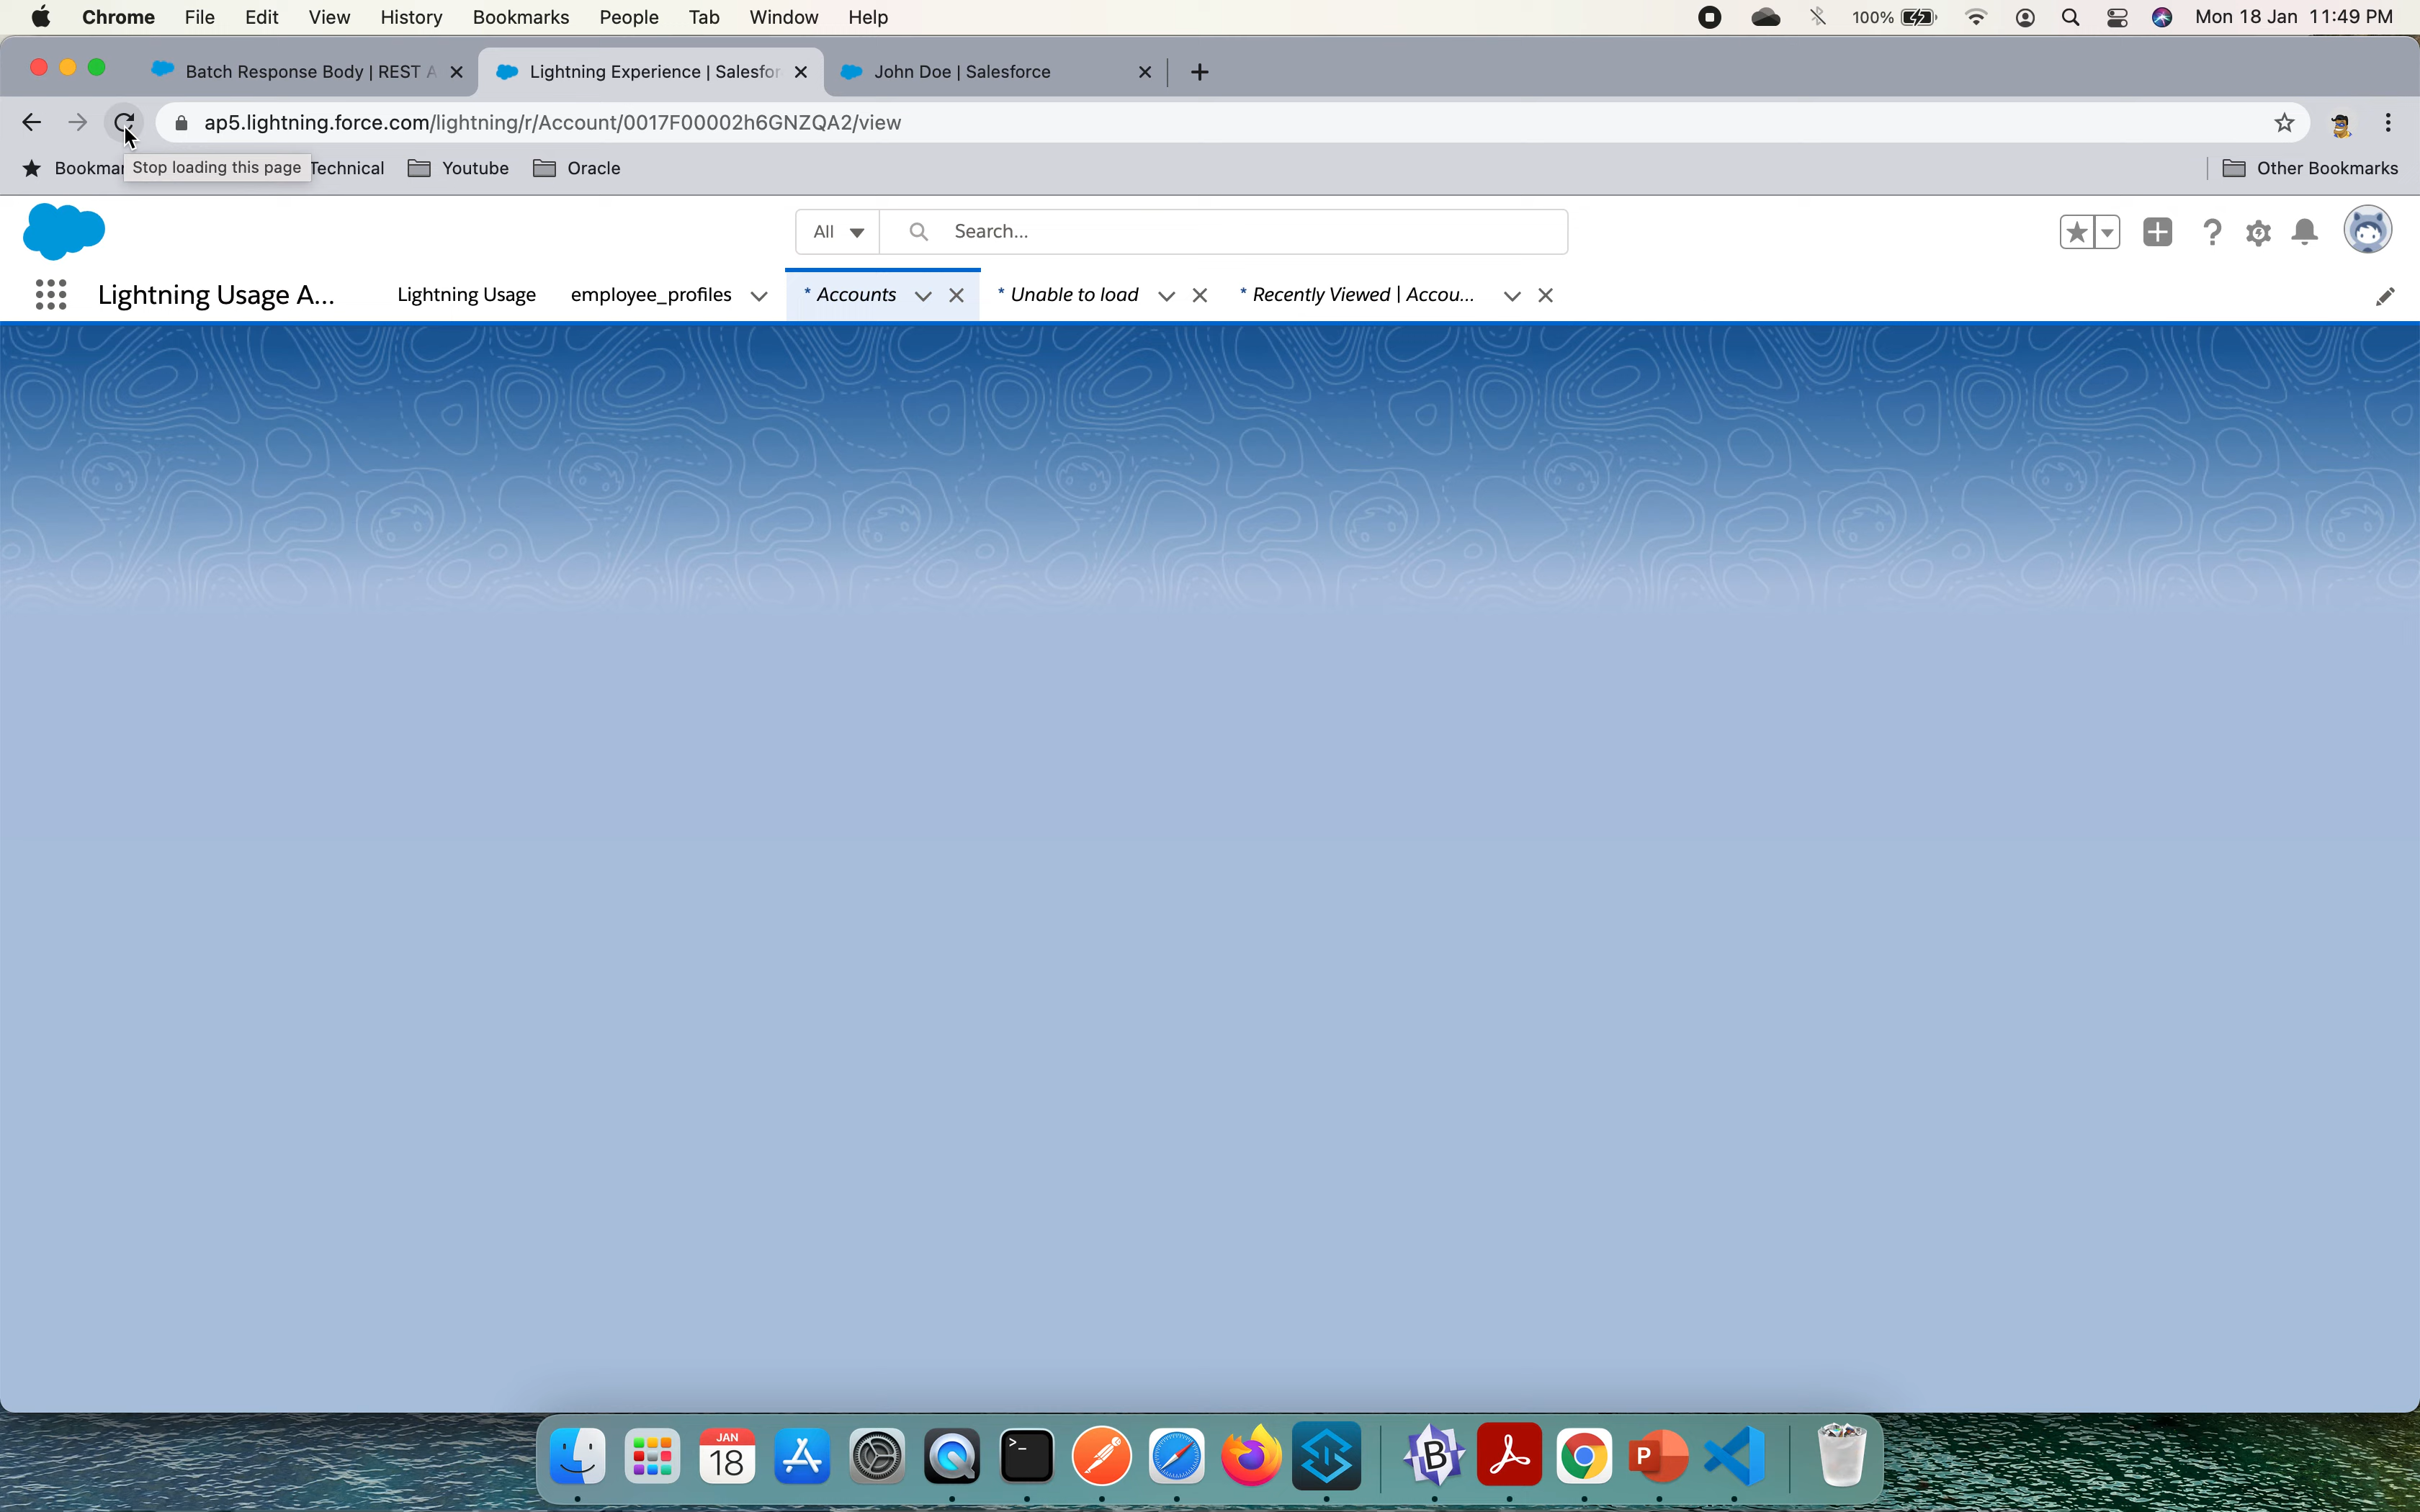 Chrome File Edit View History Bookmarks People Tab Window Help 100% Mon 18 Jan 11:49 PM
Batch Response Body | REST A Lightning Experience | Salesfor John Doe | Salesforce
ap5.lightning.force.com/lightning/r/Account/0017F00002h6GNZQA2/view
Bookmar Technical Youtube Oracle Other Bookmarks
Stop loading this page
All Search...
Lightning Usage A... Lightning Usage employee_profiles * Accounts * Unable to load * Recently Viewed | Accou...
JAN
18
>_
B
P